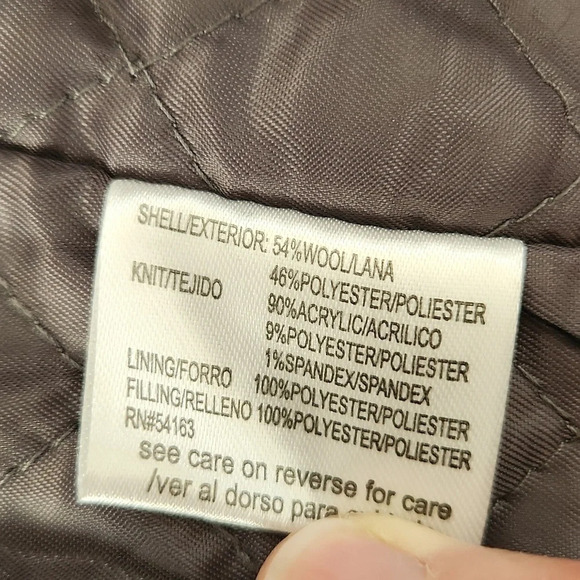 SHELL/EXTERIOR: 54%WOOL/LANA
46%POLYESTER/POLIESTER
KNIT/TEJIDO 90%ACRYLIC/ACRILICO
9%POLYESTER/POLIESTER
1%SPANDEX/SPANDEX
LINING/FORRO 100%POLYESTER/POLIESTER
FILLING/RELLENO 100%POLYESTER/POLIESTER
RN#54163
see care on reverse for care
/ver al dorso para